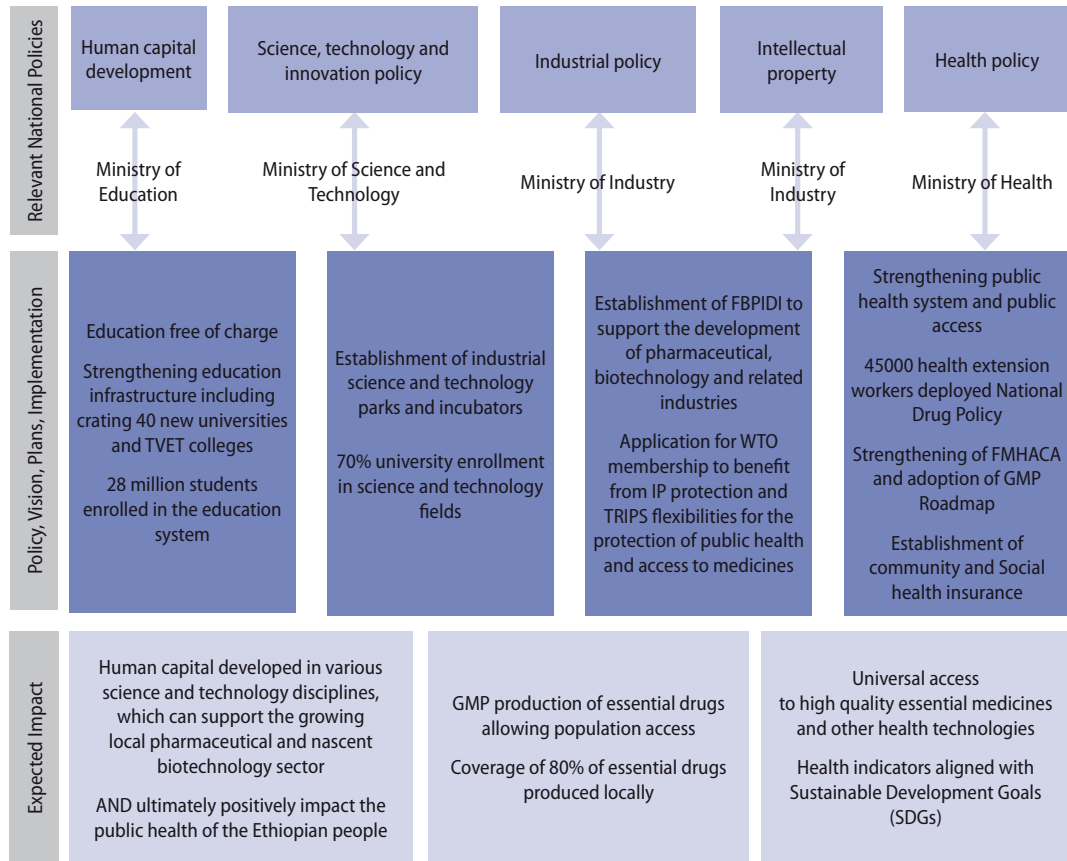 Relevant National Policies
Human capital
development
Science, technology and
innovation policy
Industrial policy
Intellectual
property
Health policy
Ministry of
Education
Ministry of Science and
Technology
Ministry of Industry
Ministry of
Industry
Ministry of Health
Policy, Vision, Plans, Implementation
Education free of charge
Strengthening education
infrastructure including
crating 40 new universities
and TVET colleges
28 million students
enrolled in the education
system
Establishment of industrial
science and technology
parks and incubators
70% university enrollment
in science and technology
fields
Establishment of FBPIDI to
support the development
of pharmaceutical,
biotechnology and related
industries
Application for WTO
membership to benefit
from IP protection and
TRIPS flexibilities for the
protection of public health
and access to medicines
Strengthening public
health system and public
access
45000 health extension
workers deployed National
Drug Policy
Strengthening of FMHACA
and adoption of GMP
Roadmap
Establishment of
community and Social
health insurance
Expected Impact
Human capital developed in various
science and technology disciplines,
which can support the growing
local pharmaceutical and nascent
biotechnology sector
AND ultimately positively impact the
public health of the Ethiopian people
GMP production of essential drugs
allowing population access
Coverage of 80% of essential drugs
produced locally
Universal access
to high quality essential medicines
and other health technologies
Health indicators aligned with
Sustainable Development Goals
(SDGs)